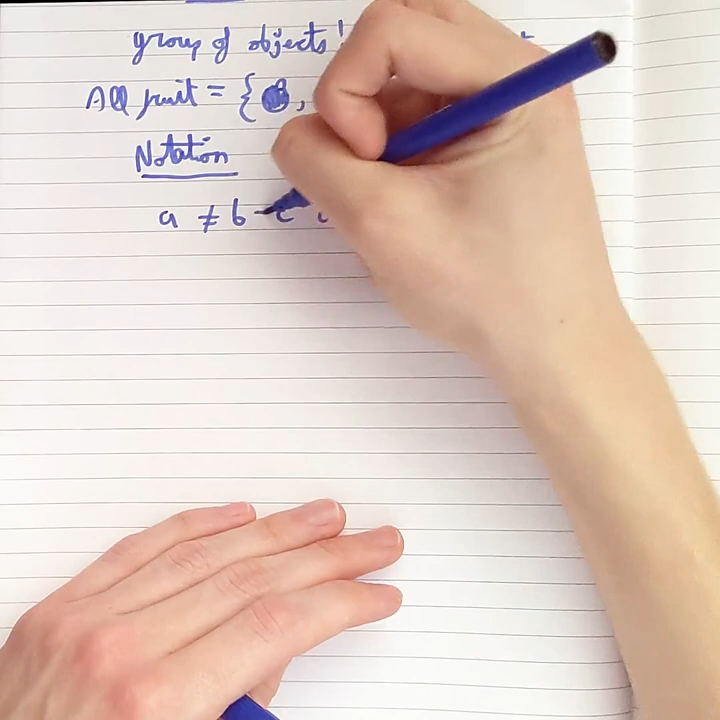 group of objects!
All fruit = { ,
Notation
a ≠ b - c